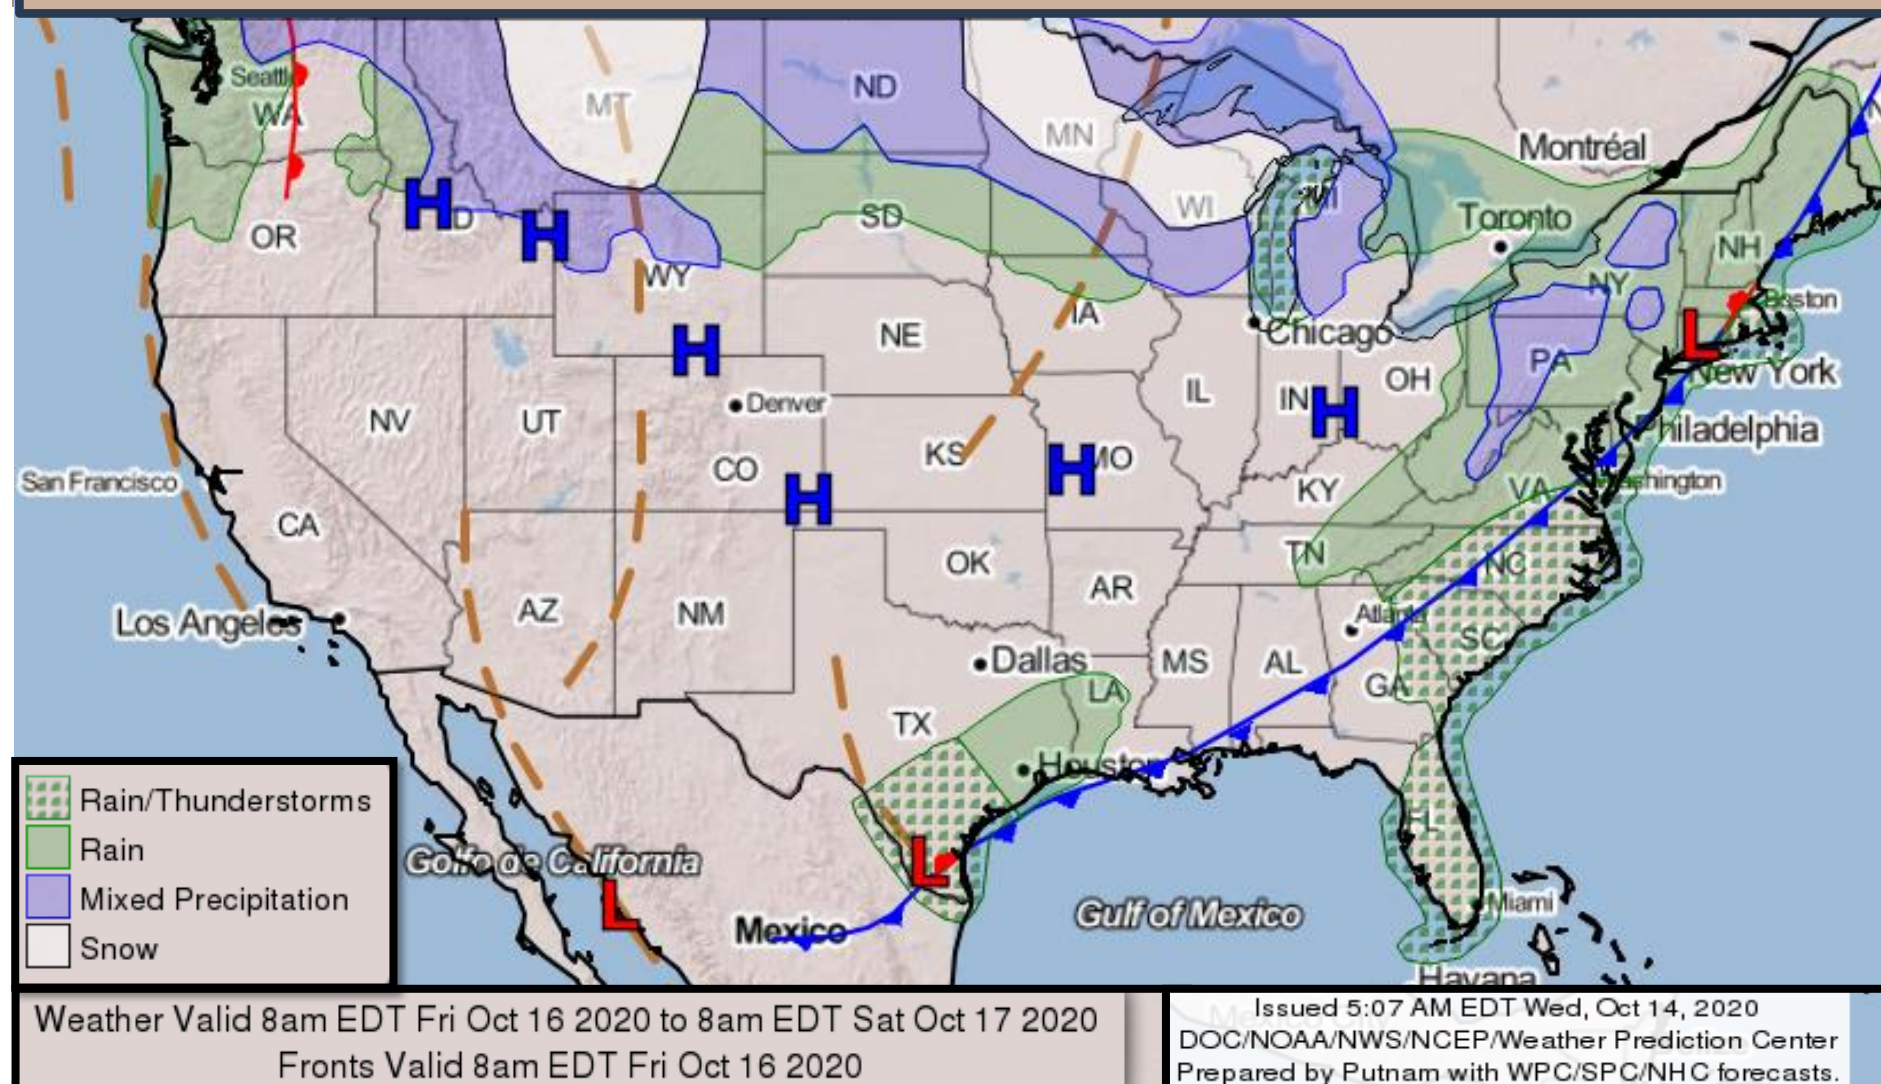 Seattle
WA
MT
ND
MN
Montréal
OR
H
ID
H
SD
WI
MI
Toronto
NH
WY
NY
NE
IA
Chicago
L
Boston
H
PA
New York
NV
UT
Denver
IL
IN
H
OH
CO
KS
H
MO
Philadelphia
San Francisco
H
KY
VA
Washington
CA
OK
TN
NC
Los Angeles
AZ
NM
AR
Atlanta
SC
Dallas
MS
AL
GA
LA
TX
Houston
FL
Golfo de California
L
L
Mexico
Gulf of Mexico
Miami
Havana
Rain/Thunderstorms
Rain
Mixed Precipitation
Snow
Weather Valid 8am EDT Fri Oct 16 2020 to 8am EDT Sat Oct 17 2020
Fronts Valid 8am EDT Fri Oct 16 2020
Issued 5:07 AM EDT Wed, Oct 14, 2020
DOC/NOAA/NWS/NCEP/Weather Prediction Center
Prepared by Putnam with WPC/SPC/NHC forecasts.
Mexico City